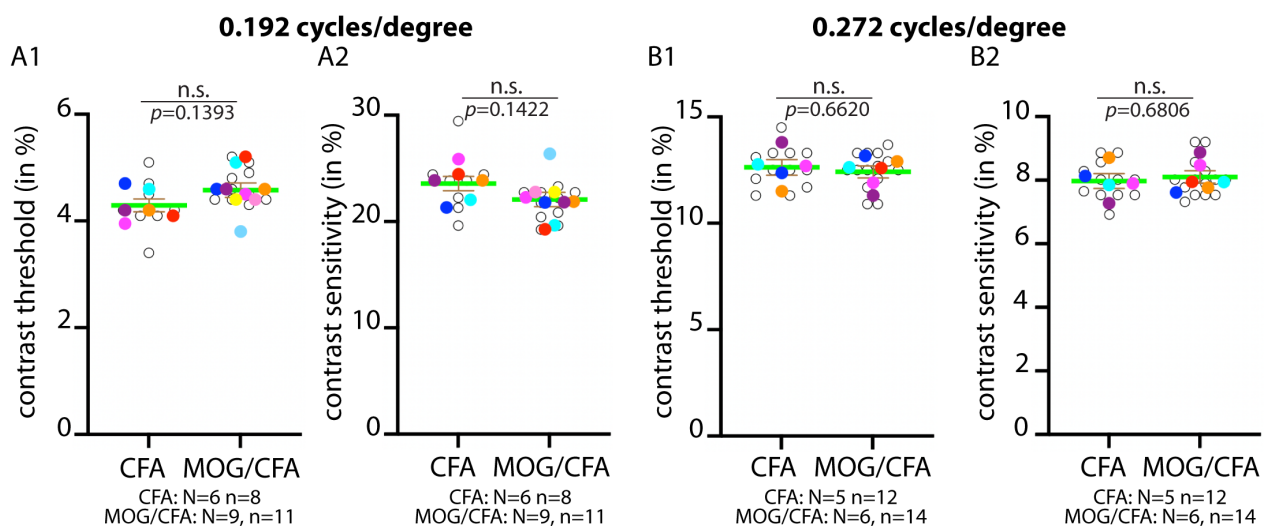 0.192 cycles/degree
0.272 cycles/degree
A1
A2
B1
B2
n.s.
p=0.1393
contrast threshold (in %)
6
4
2
0
CFA MOG/CFA
CFA: N=6 n=8
MOG/CFA: N=9, n=11
n.s.
p=0.1422
contrast sensitivity (in %)
30
20
10
0
CFA MOG/CFA
CFA: N=6 n=8
MOG/CFA: N=9, n=11
n.s.
p=0.6620
contrast threshold (in %)
15
10
5
0
CFA MOG/CFA
CFA: N=5 n=12
MOG/CFA: N=6, n=14
n.s.
p=0.6806
contrast sensitivity (in %)
10
8
6
4
2
0
CFA MOG/CFA
CFA: N=5 n=12
MOG/CFA: N=6, n=14